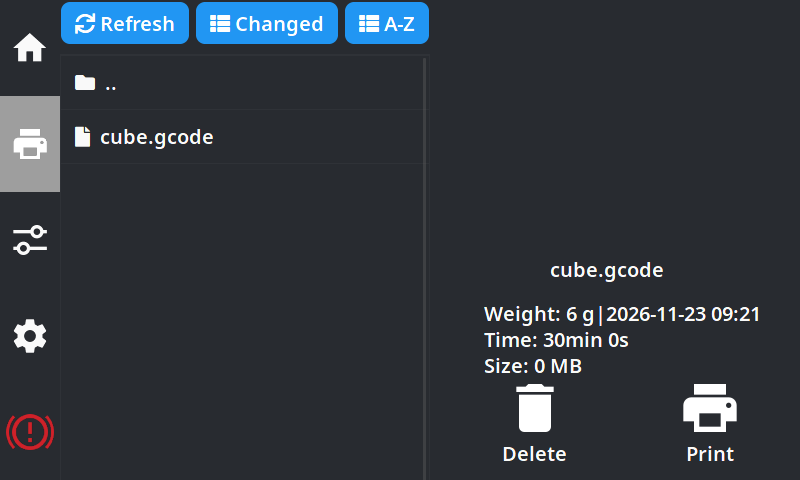 Refresh Changed A-Z
..
cube.gcode
cube.gcode
Weight: 6 g|2026-11-23 09:21
Time: 30min 0s
Size: 0 MB
Delete Print